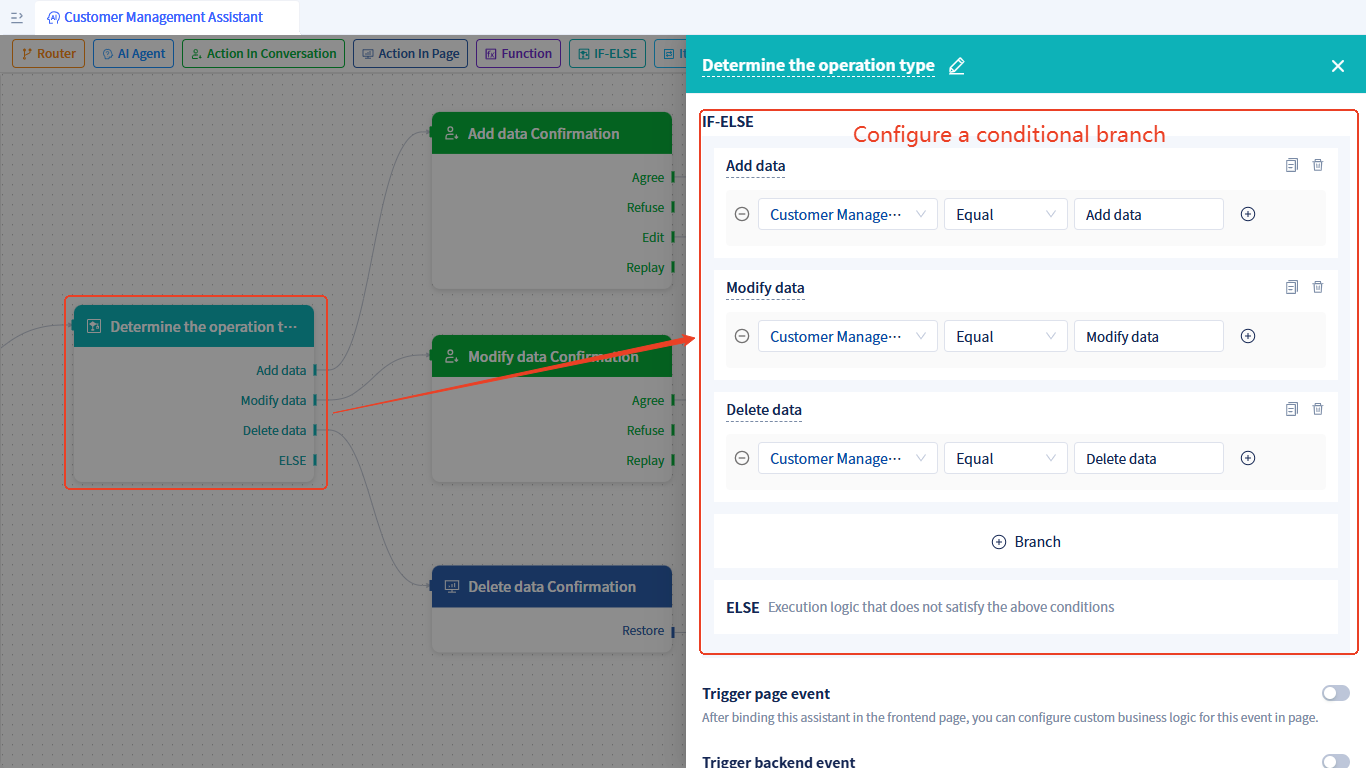 Customer Management Assistant
Router
AI Agent
Action In Conversation
Action In Page
Function
IF-ELSE
Determine the operation type
Add data Confirmation
Agree
Refuse
Edit
Replay
Determine the operation t···
Add data
Modify data
Delete data
ELSE
Modify data Confirmation
Agree
Refuse
Replay
Delete data Confirmation
Restore
IF-ELSE
Configure a conditional branch
Add data
Customer Manage··· Equal Add data
Modify data
Customer Manage··· Equal Modify data
Delete data
Customer Manage··· Equal Delete data
Branch
ELSE Execution logic that does not satisfy the above conditions
Trigger page event
After binding this assistant in the frontend page, you can configure custom business logic for this event in page.
Trigger backend event